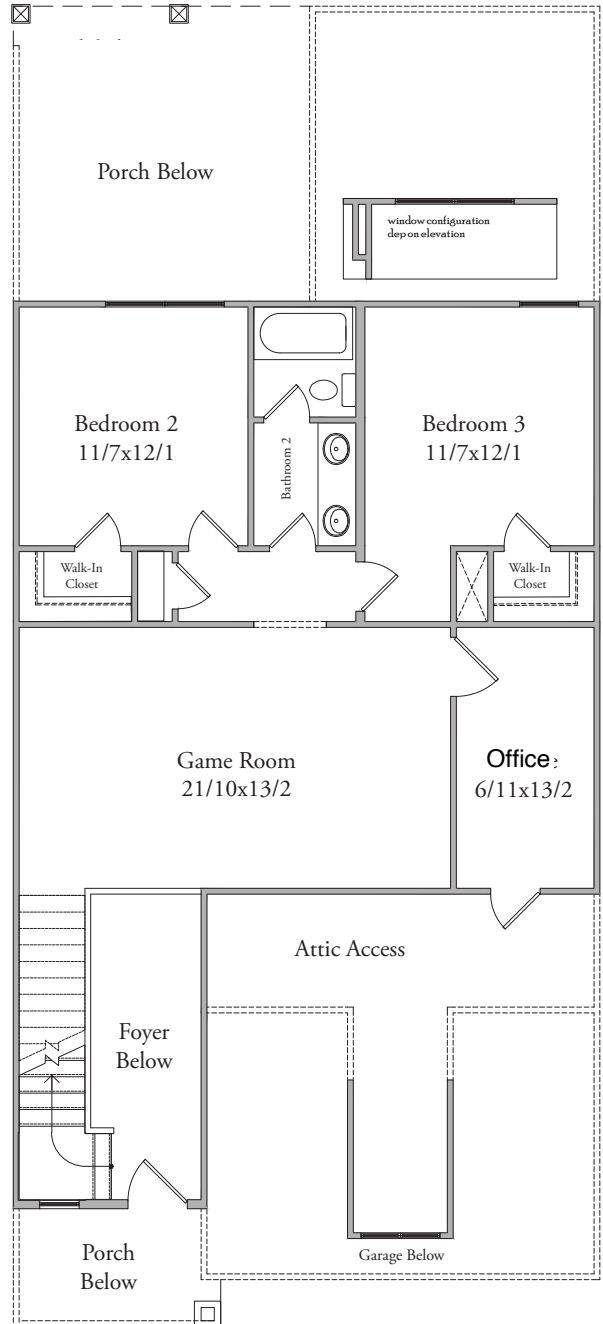 Porch Below
window configuration
dep on elevation
Bedroom 2
11/7x12/1
Bathroom 2
Bedroom 3
11/7x12/1
Walk-In
Closet
Walk-In
Closet
Game Room
21/10x13/2
Office
6/11x13/2
Attic Access
Foyer
Below
Porch
Below
Garage Below